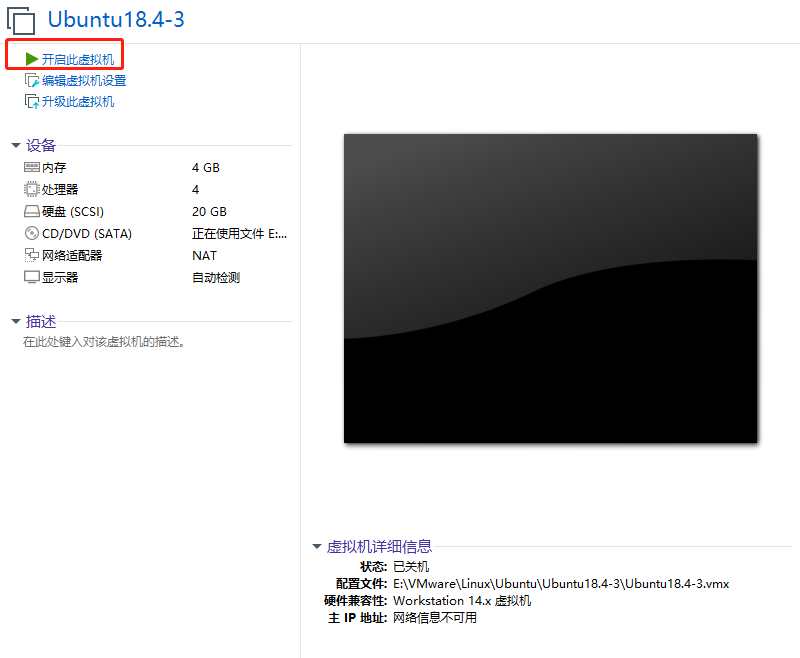 Ubuntu18.4-3
开启此虚拟机
编辑虚拟机设置
升级此虚拟机
设备
内存 4 GB
处理器 4
硬盘 (SCSI) 20 GB
CD/DVD (SATA) 正在使用文件 E:...
网络适配器 NAT
显示器 自动检测
描述
在此处键入对该虚拟机的描述。
虚拟机详细信息
状态: 已关机
配置文件: E:\VMware\Linux\Ubuntu\Ubuntu18.4-3\Ubuntu18.4-3.vmx
硬件兼容性: Workstation 14.x 虚拟机
主 IP 地址: 网络信息不可用